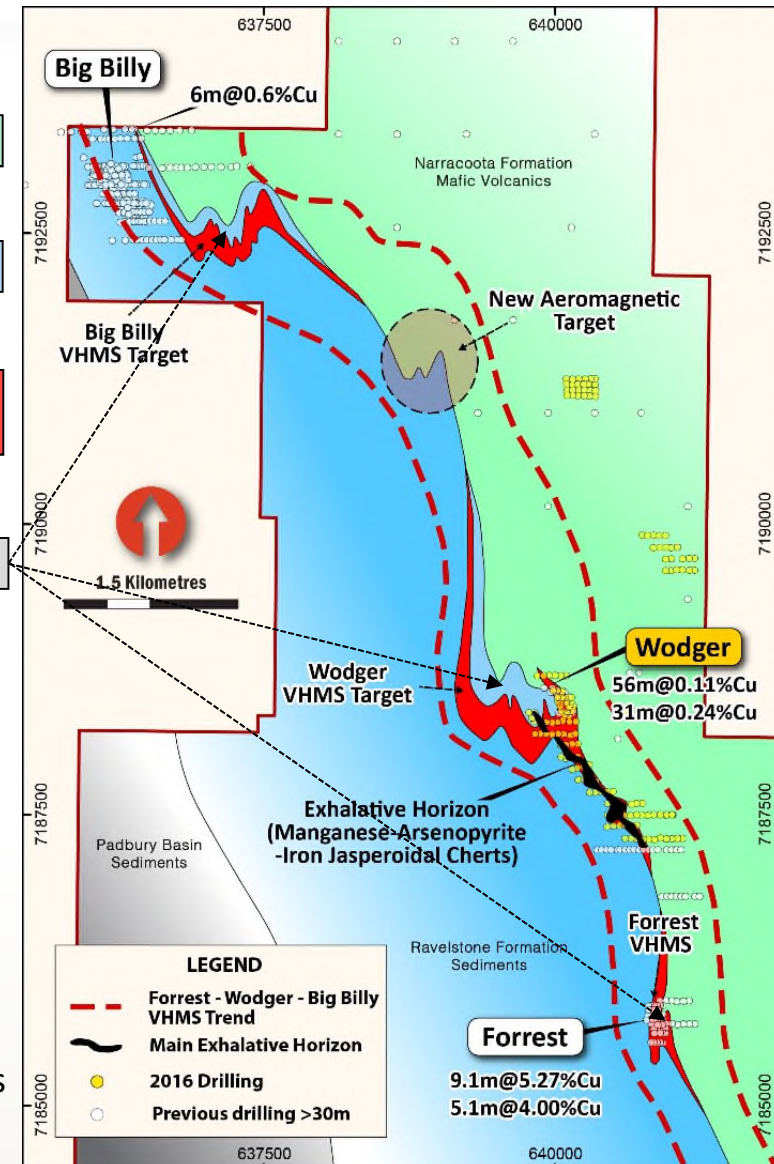 637500
640000
Big Billy
6m@0.6%Cu
Narracoota Formation
Mafic Volcanics
7192500
7192500
New Aeromagnetic
Target
Big Billy
VHMS Target
7190000
7190000
1.5 Kilometres
Wodger
56m@0.11%Cu
31m@0.24%Cu
Wodger
VHMS Target
7187500
7187500
Exhalative Horizon
(Manganese-Arsenopyrite
-Iron Jasperoidal Cherts)
Padbury Basin
Sediments
Forrest
VHMS
Ravelstone Formation
Sediments
LEGEND
Forrest - Wodger - Big Billy
VHMS Trend
Main Exhalative Horizon
2016 Drilling
Previous drilling >30m
Forrest
9.1m@5.27%Cu
5.1m@4.00%Cu
S
7185000
7185000
637500
640000